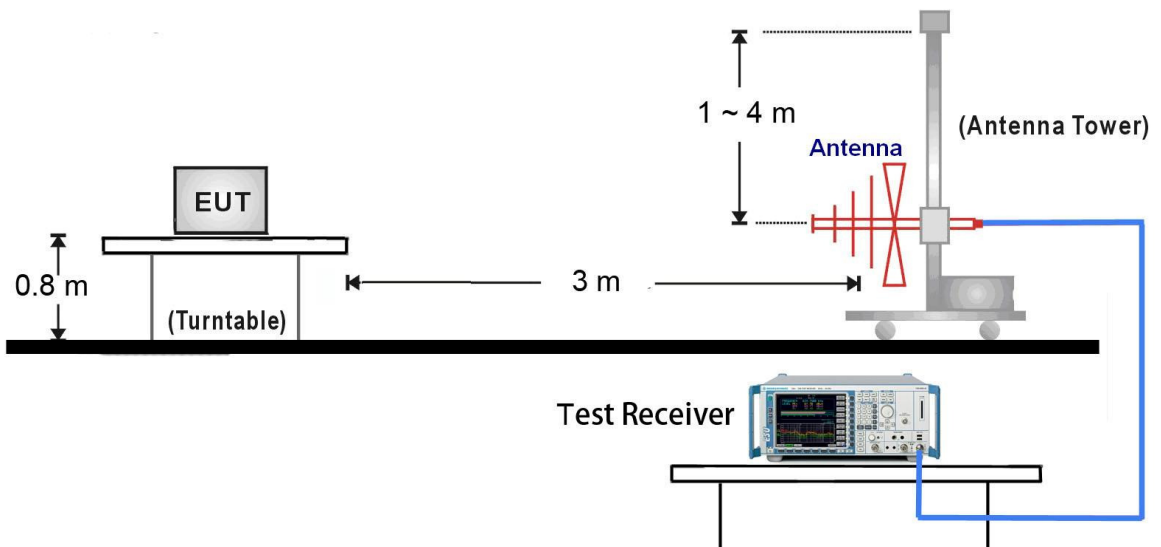 1 ~ 4 m
(Antenna Tower)
Antenna
EUT
0.8 m
3 m
(Turntable)
Test Receiver